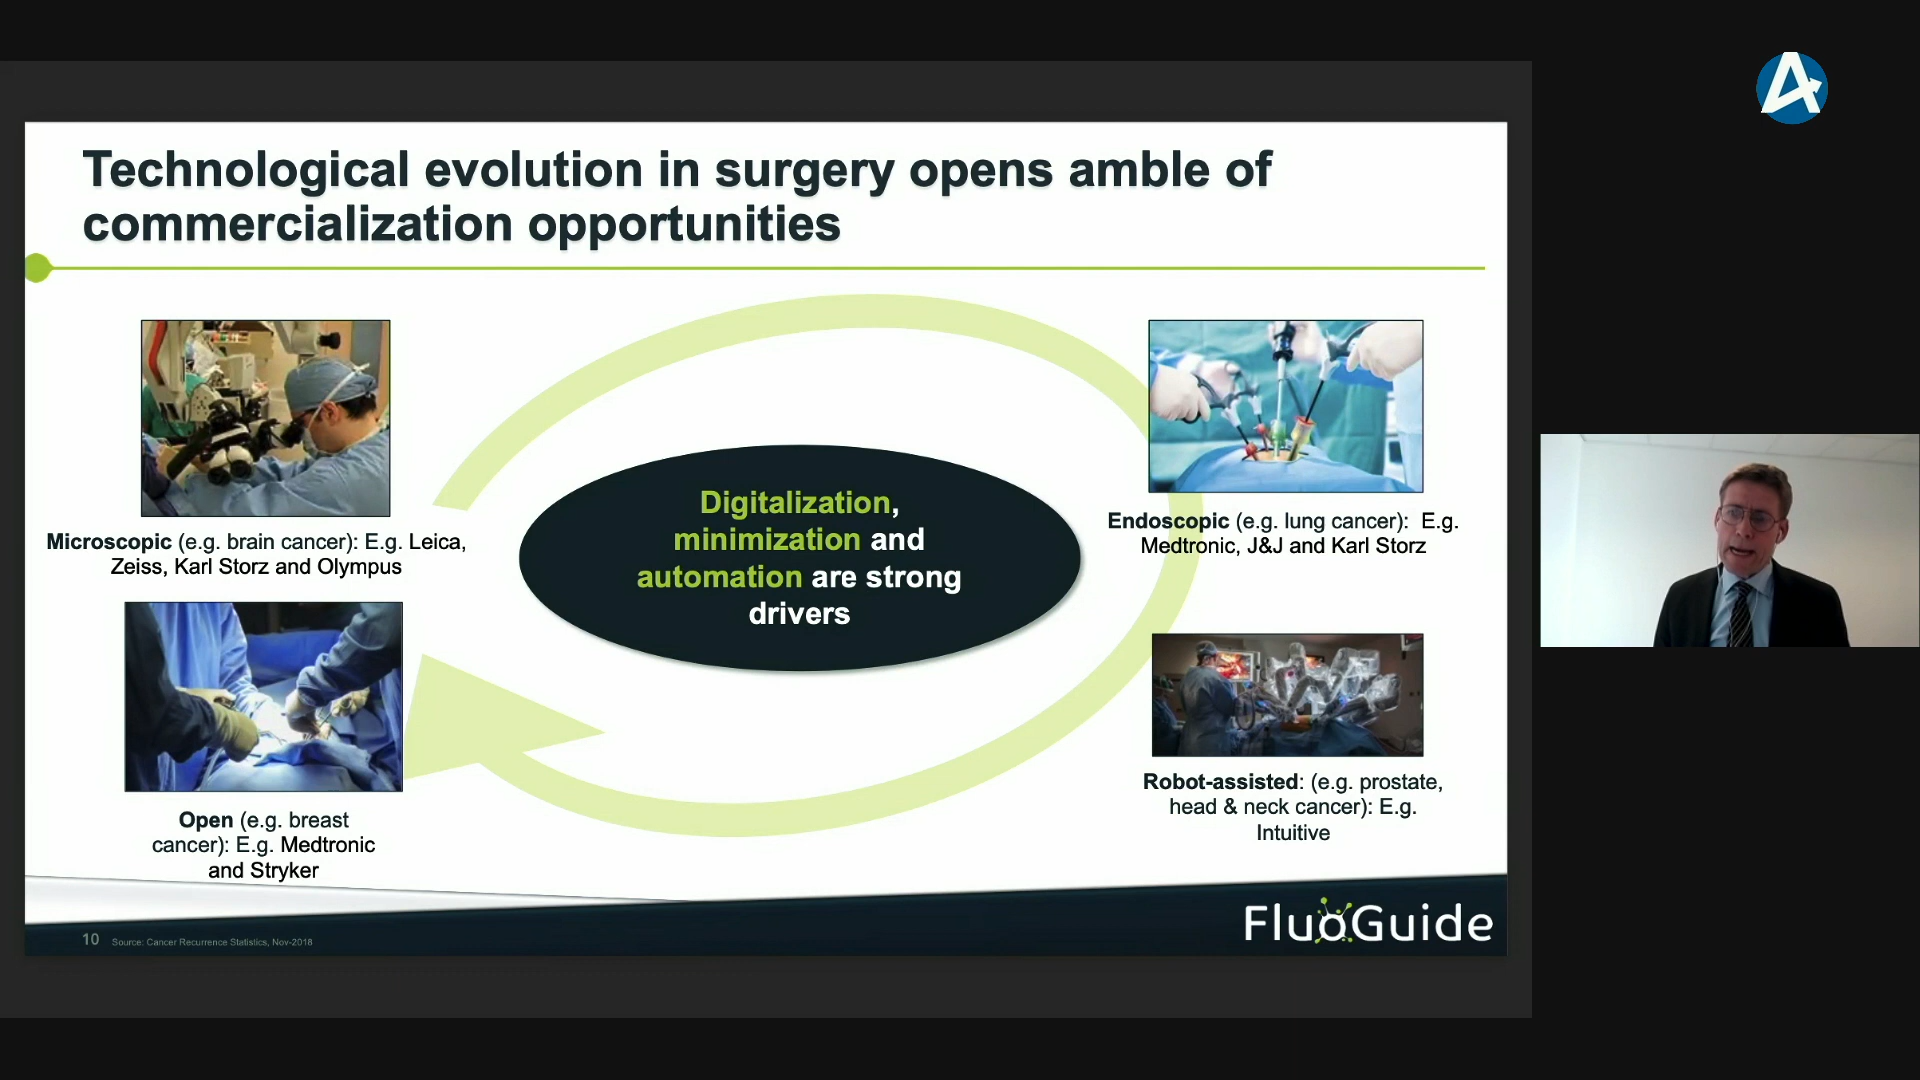 Technological evolution in surgery opens amble of
commercialization opportunities
Microscopic (e.g. brain cancer): E.g. Leica,
Zeiss, Karl Storz and Olympus
Open (e.g. breast
cancer): E.g. Medtronic
and Stryker
Digitalization,
minimization and
automation are strong
drivers
Endoscopic (e.g. lung cancer):  E.g.
Medtronic, J&J and Karl Storz
Robot-assisted: (e.g. prostate,
head & neck cancer): E.g.
Intuitive
10 Source: Cancer Recurrence Statistics, Nov-2018
FluoGuide